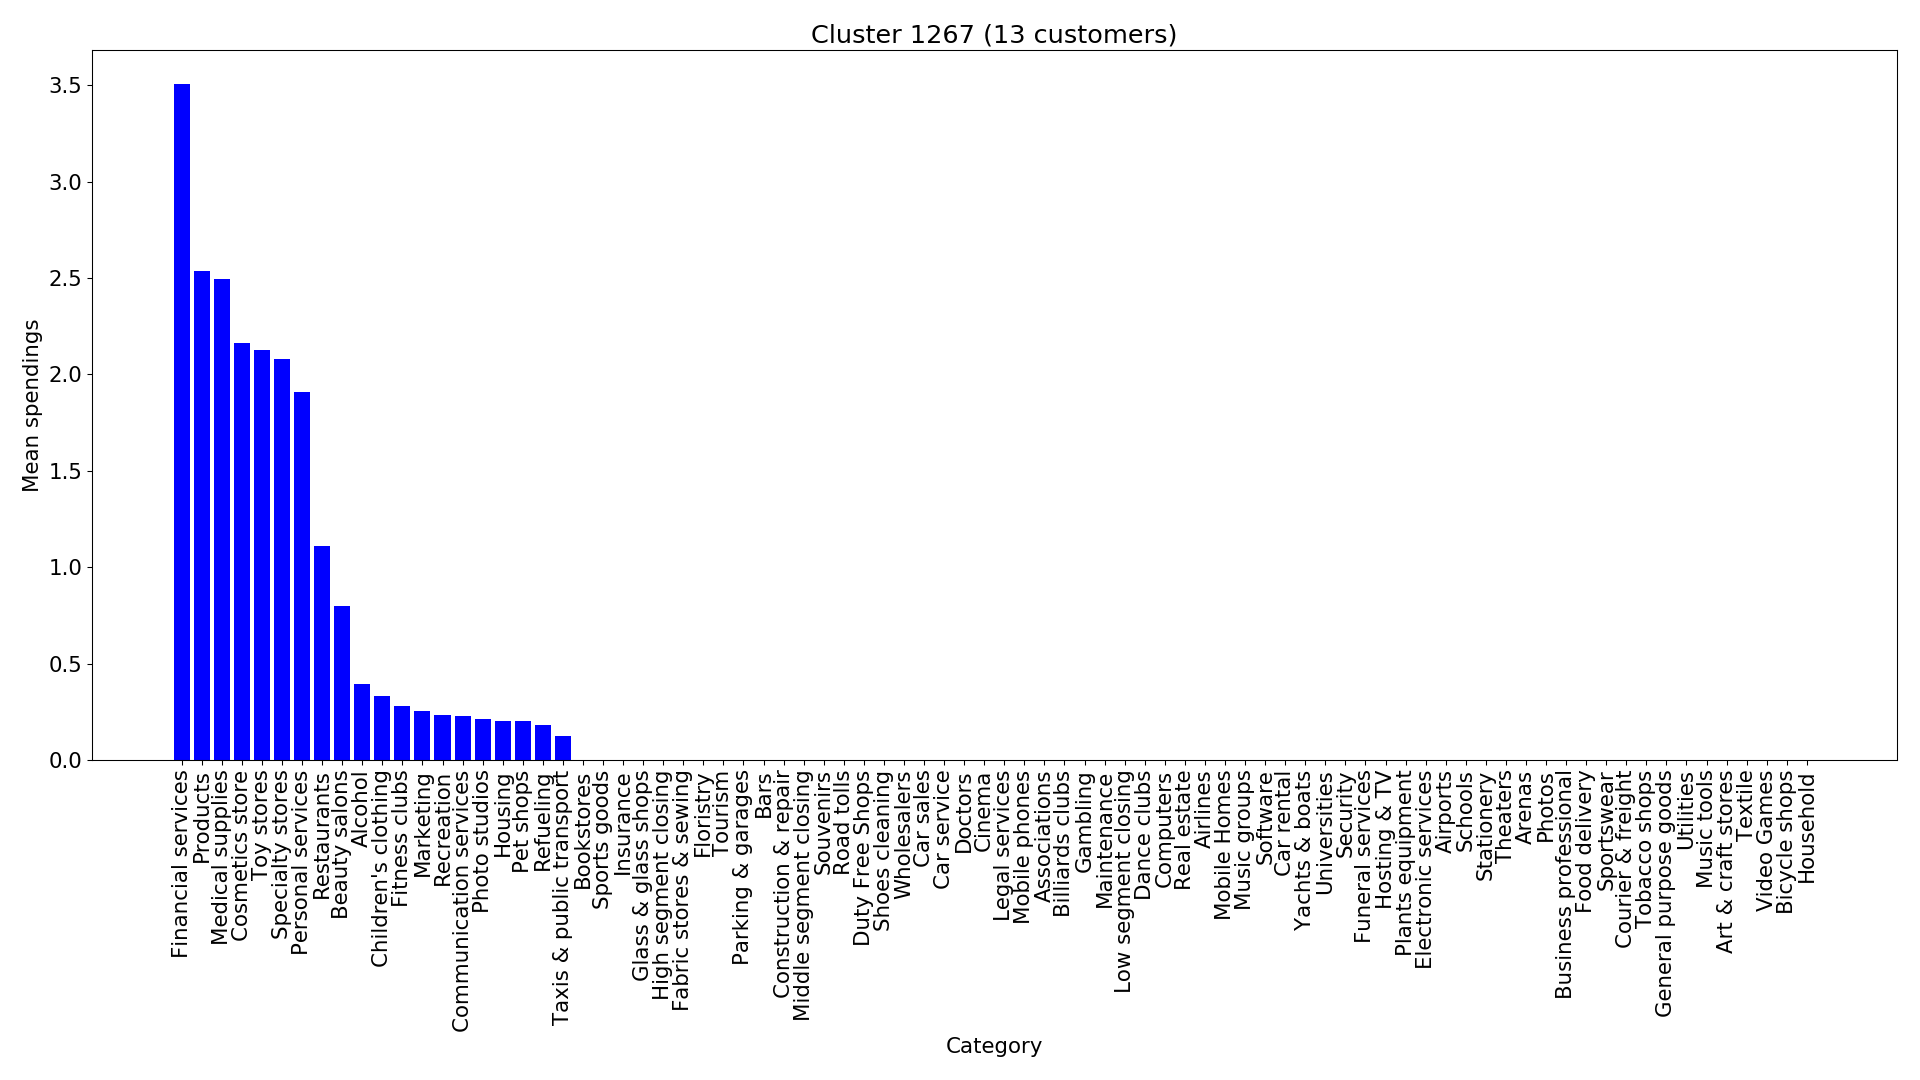 Cluster 1267 (13 customers)
Mean spendings
3.5
3.0
2.5
2.0
1.5
1.0
0.5
0.0
Financial services
Products
Medical supplies
Cosmetics store
Toy stores
Specialty stores
Personal services
Restaurants
Beauty salons
Alcohol
Children's clothing
Fitness clubs
Marketing
Recreation
Communication services
Photo studios
Housing
Pet shops
Refueling
Taxis & public transport
Bookstores
Sports goods
Insurance
Glass & glass shops
High segment closing
Fabric stores & sewing
Floristry
Tourism
Parking & garages
Bars
Construction & repair
Middle segment closing
Souvenirs
Road tolls
Duty Free Shops
Shoes cleaning
Wholesalers
Car sales
Car service
Doctors
Cinema
Legal services
Mobile phones
Associations
Billiards clubs
Gambling
Maintenance
Low segment closing
Dance clubs
Computers
Real estate
Airlines
Mobile Homes
Music groups
Software
Car rental
Yachts & boats
Universities
Security
Funeral services
Hosting & TV
Plants equipment
Electronic services
Airports
Schools
Stationery
Theaters
Arenas
Photos
Business professional
Food delivery
Sportswear
Courier & freight
Tobacco shops
General purpose goods
Utilities
Music tools
Art & craft stores
Textile
Video Games
Bicycle shops
Household
Category